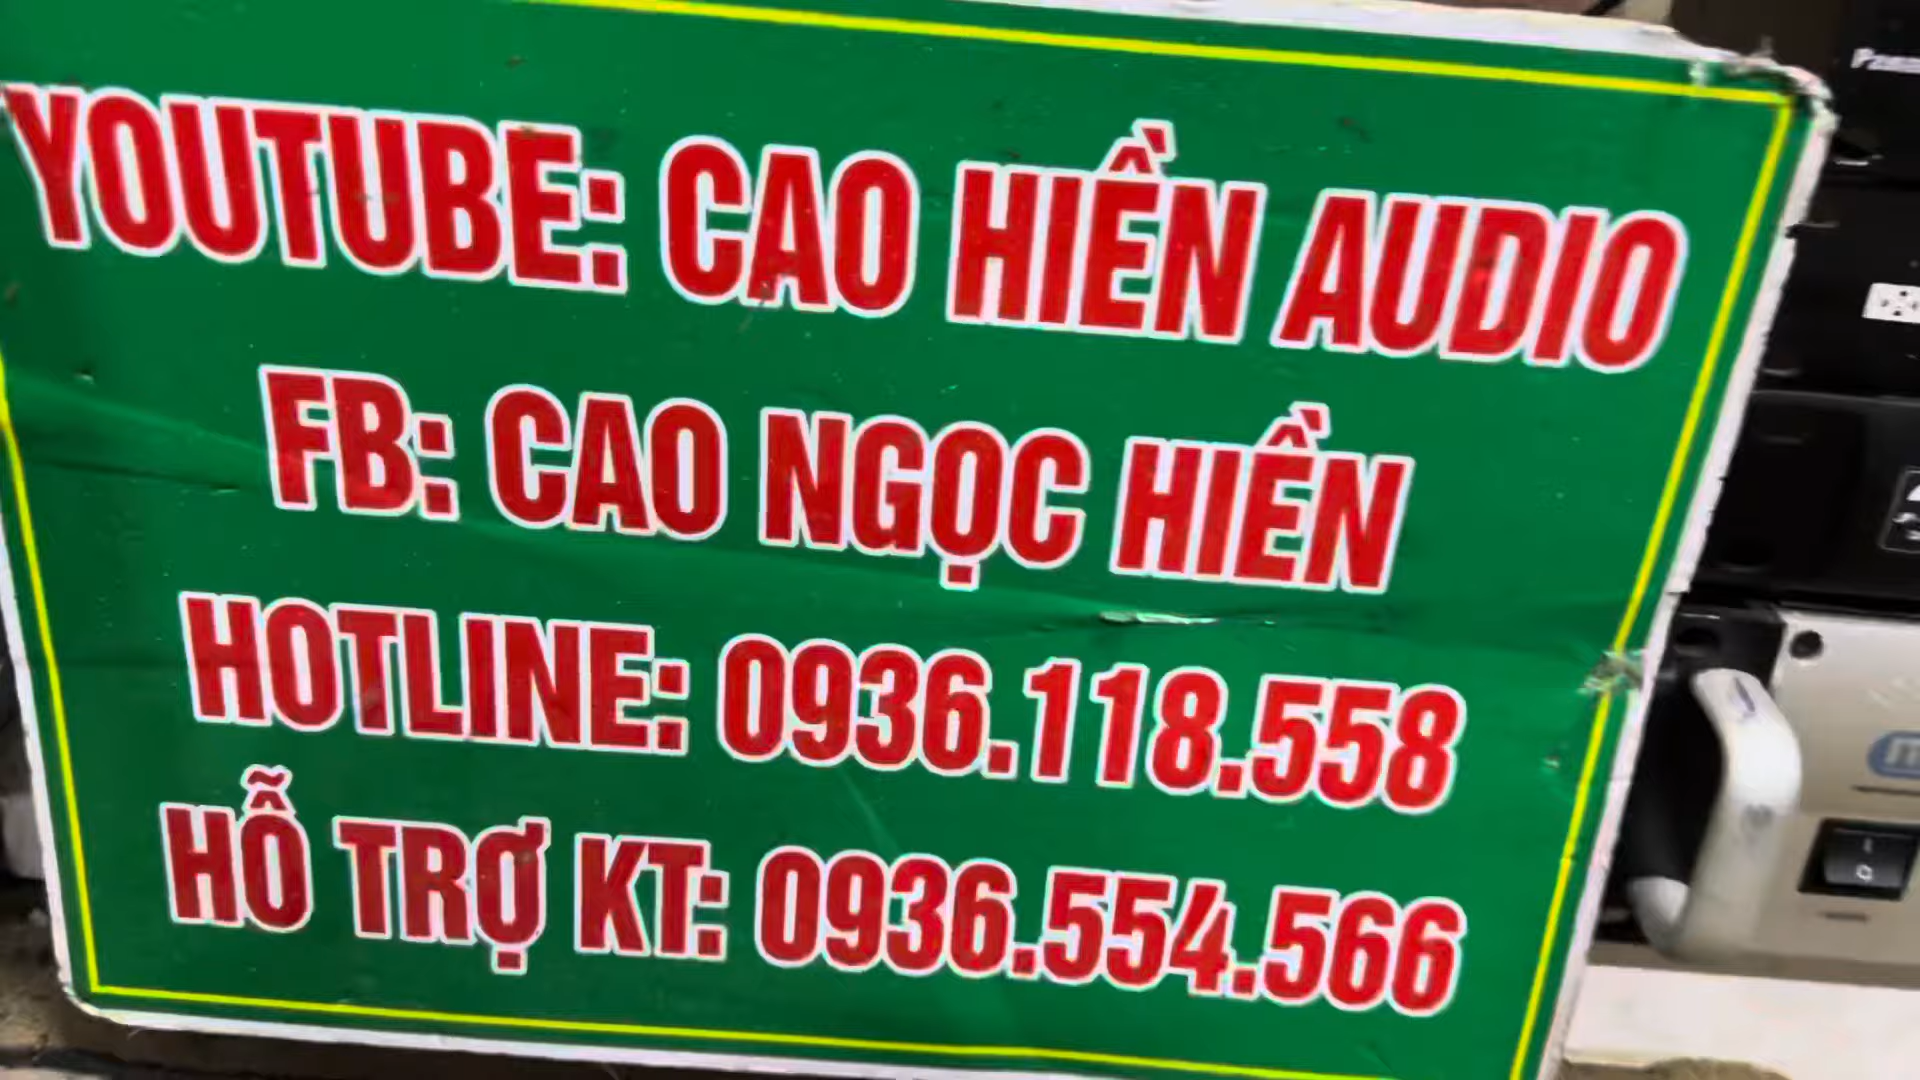 YOUTUBE: CAO HIỀN AUDIO
FB: CAO NGỌC HIỀN
HOTLINE: 0936.118.558
HỖ TRỢ KT: 0936.554.566